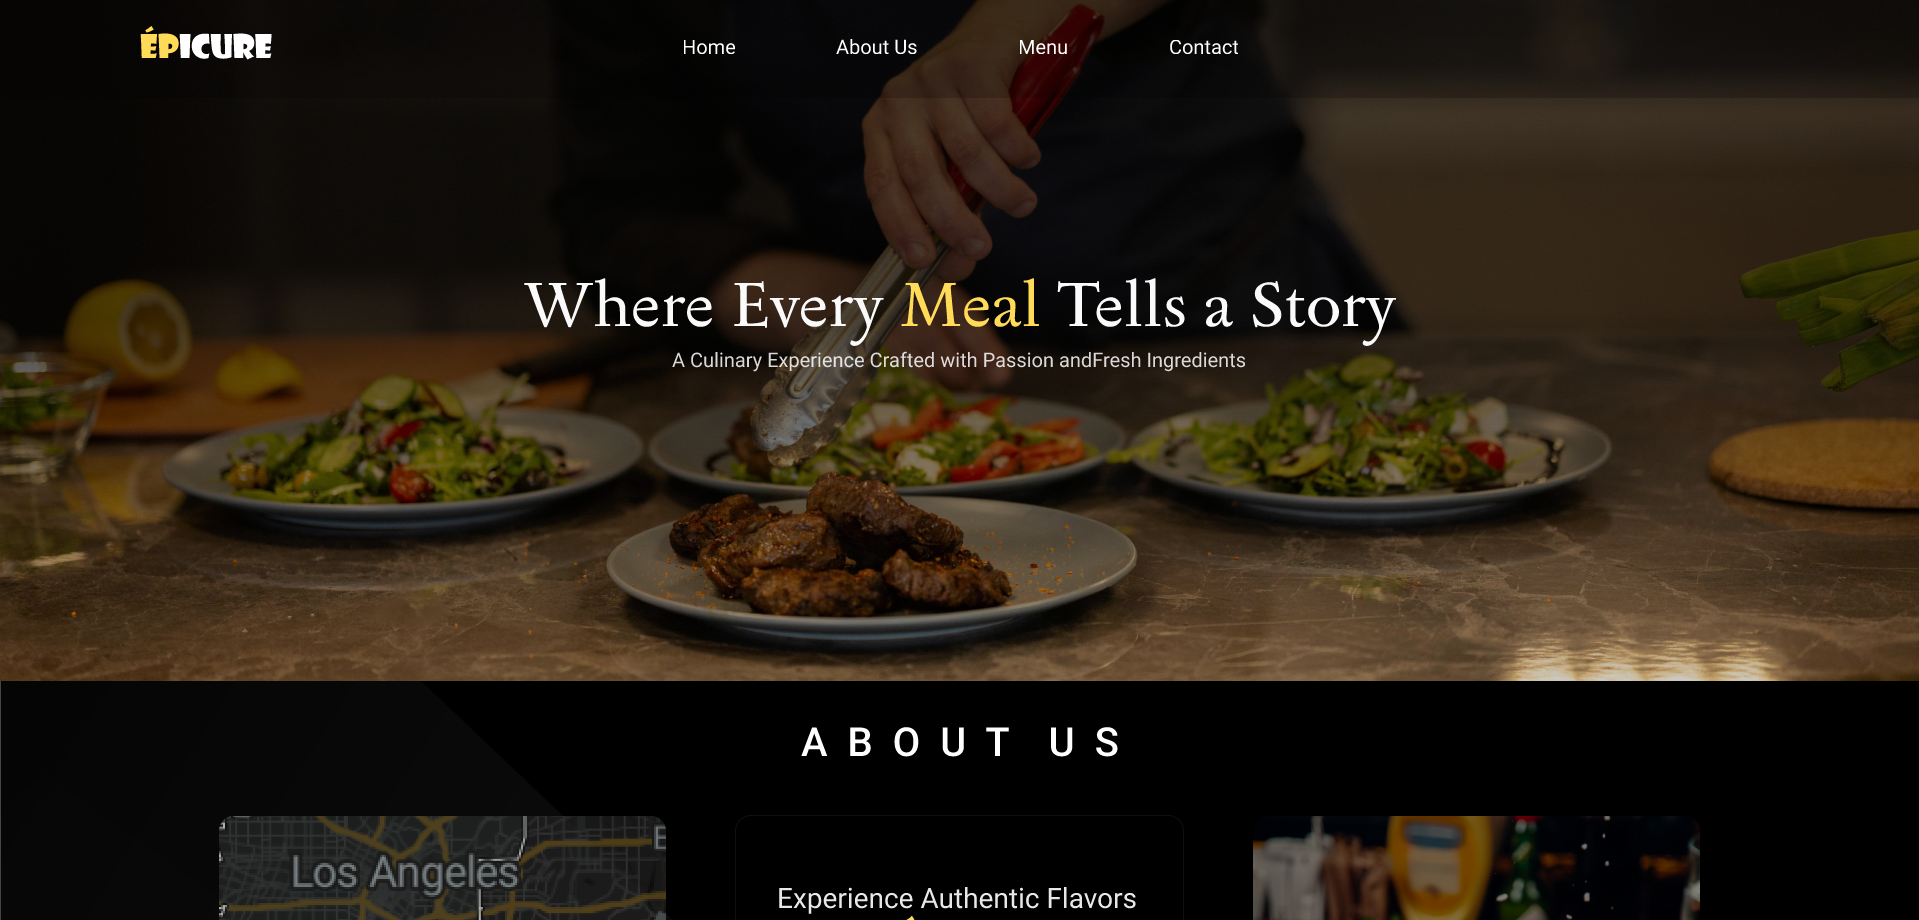 ÉPICURE
Home About Us Menu Contact
Where Every Meal Tells a Story
A Culinary Experience Crafted with Passion andFresh Ingredients
ABOUT US
Los Angeles
E
Experience Authentic Flavors